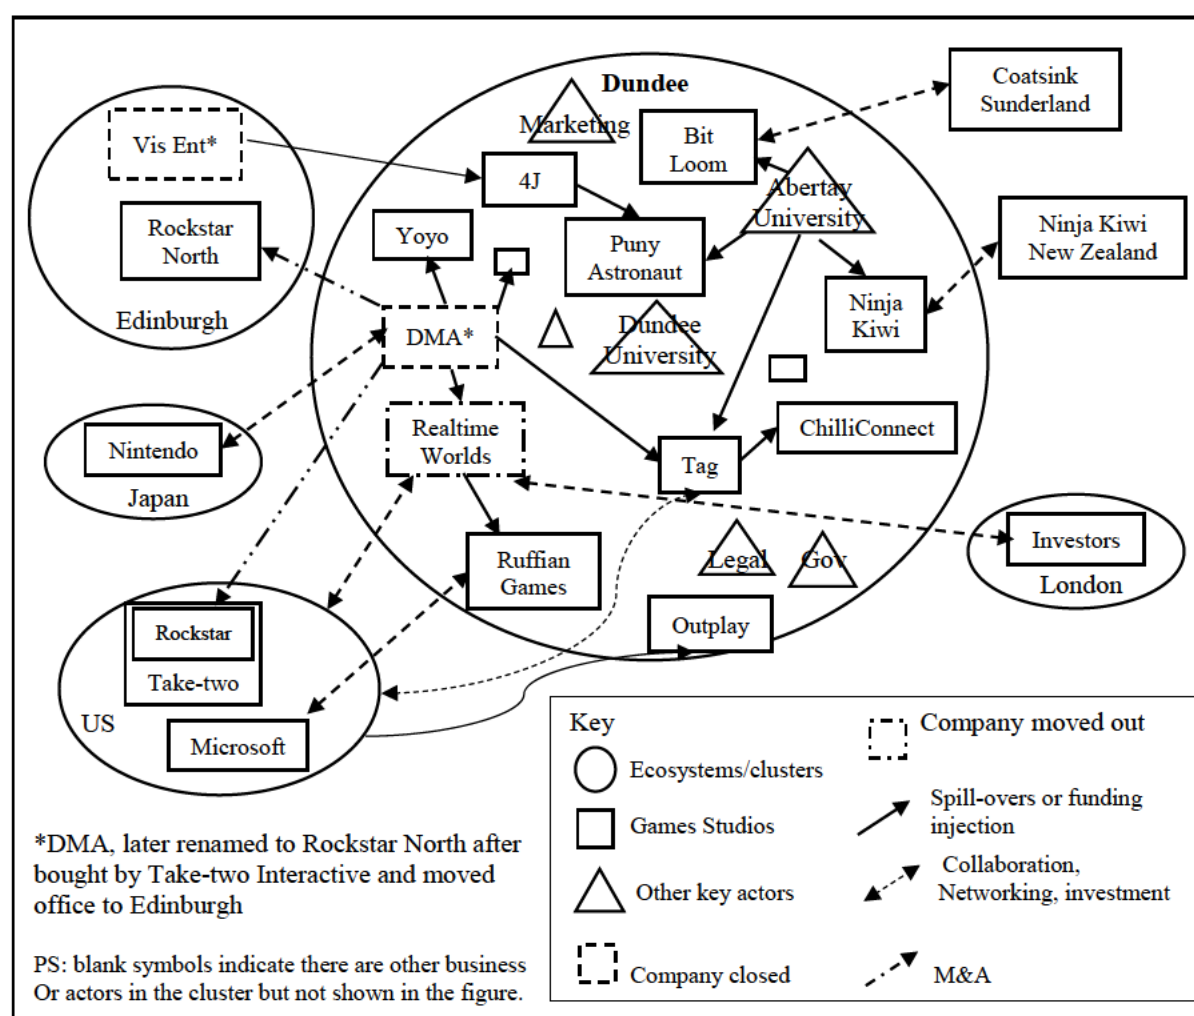 Dundee
Coatsink
Sunderland
Marketing
Bit
Loom
Vis Ent*
4J
Abertay
University
Rockstar
North
Yoyo
Puny
Astronaut
Ninja Kiwi
New Zealand
Edinburgh
DMA*
Dundee
University
Ninja
Kiwi
Nintendo
Japan
Realtime
Worlds
Tag
ChilliConnect
Ruffian
Games
Legal
Gov
Investors
London
Outplay
Rockstar
Take-two
US
Microsoft
Key
Company moved out
Ecosystems/clusters
Games Studios
Spill-overs or funding
injection
Other key actors
Collaboration,
Networking, investment
Company closed
M&A
*DMA, later renamed to Rockstar North after
bought by Take-two Interactive and moved
office to Edinburgh
PS: blank symbols indicate there are other business
Or actors in the cluster but not shown in the figure.